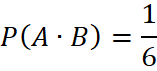 P(A · B) = 1/6